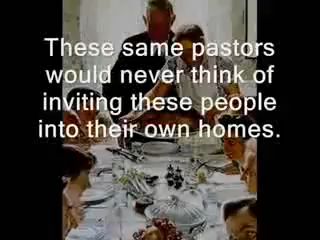 These same pastors
would never think of
inviting these people
into their own homes.